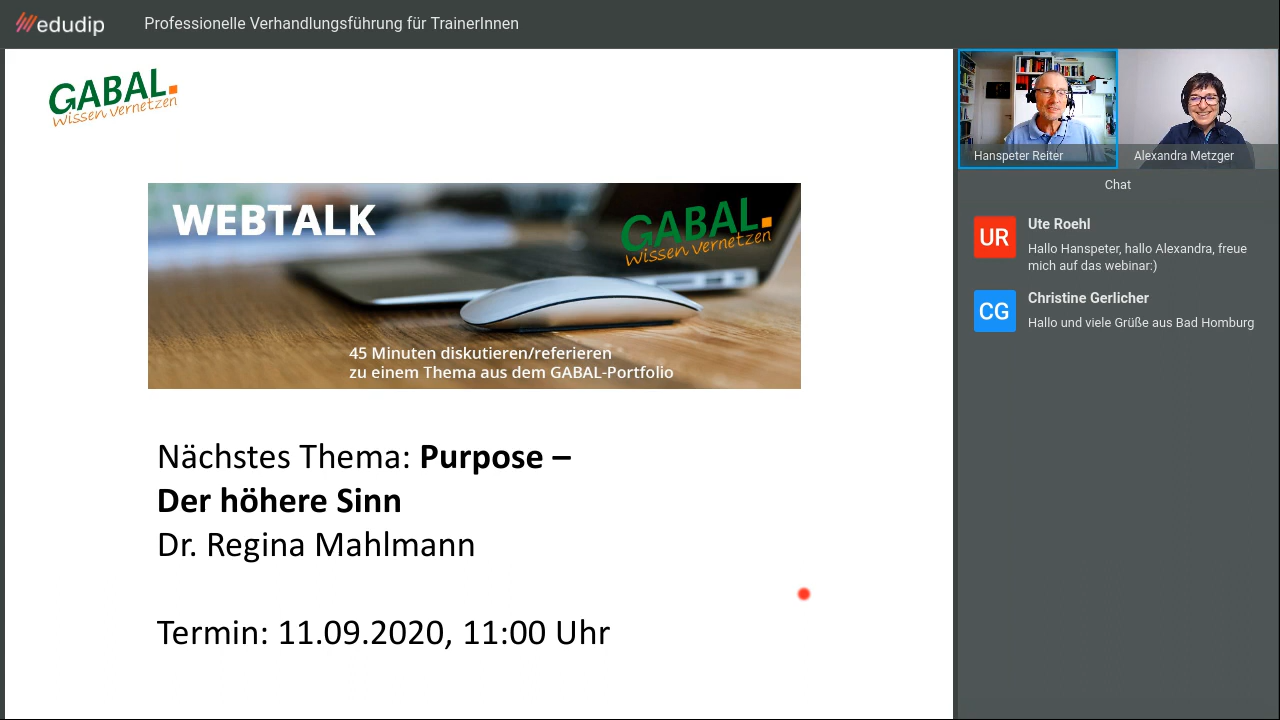 edudip
Professionelle Verhandlungsführung für TrainerInnen
GABAL.
Wissen vernetzen
WEBTALK
GABAL.
Wissen vernetzen
45 Minuten diskutieren/referieren
zu einem Thema aus dem GABAL-Portfolio
Nächstes Thema: Purpose –
Der höhere Sinn
Dr. Regina Mahlmann
Termin: 11.09.2020, 11:00 Uhr
Hanspeter Reiter
Alexandra Metzger
Chat
UR
Ute Roehl
Hallo Hanspeter, hallo Alexandra, freue
mich auf das webinar:)
CG
Christine Gerlicher
Hallo und viele Grüße aus Bad Homburg